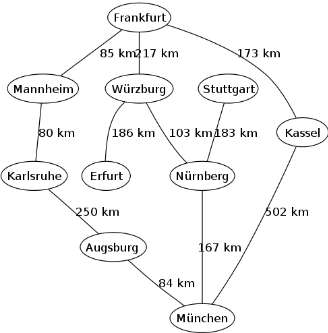 Frankfurt
85 km
217 km
173 km
Mannheim
Würzburg
Stuttgart
80 km
186 km
103 km
183 km
Kassel
Karlsruhe
Erfurt
Nürnberg
250 km
502 km
Augsburg
167 km
84 km
München